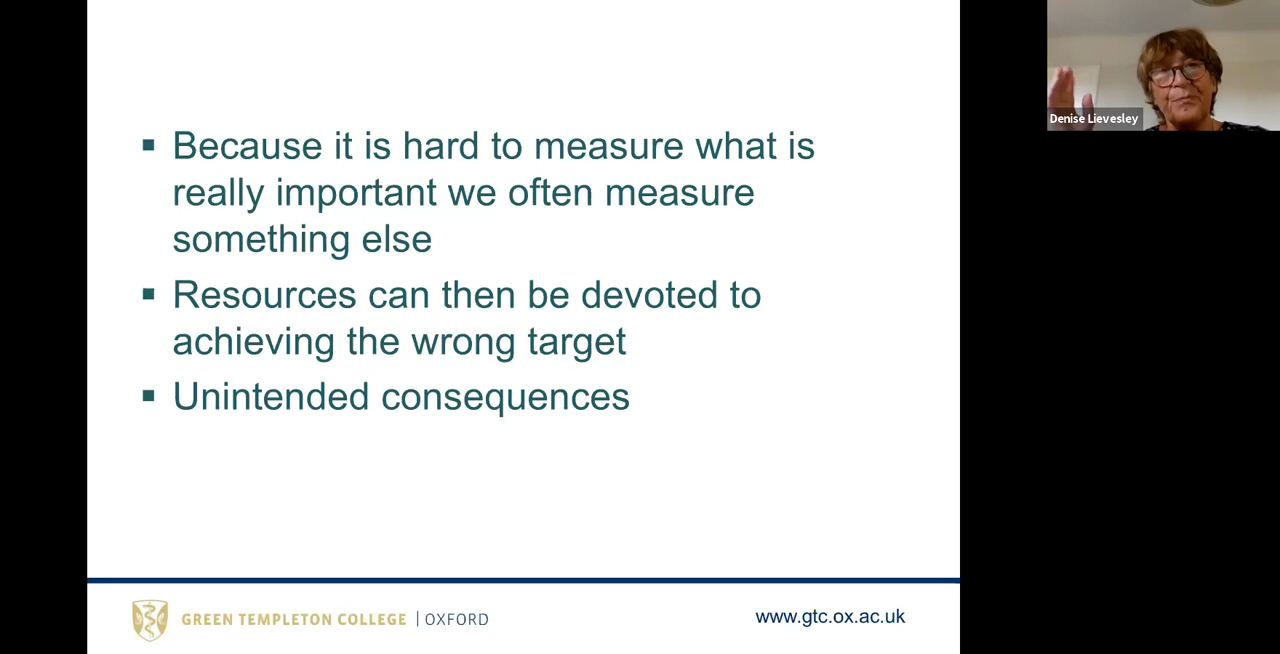 Because it is hard to measure what is
really important we often measure
something else
Resources can then be devoted to
achieving the wrong target
Unintended consequences
GREEN TEMPLETON COLLEGE | OXFORD
www.gtc.ox.ac.uk
Denise Lievesley